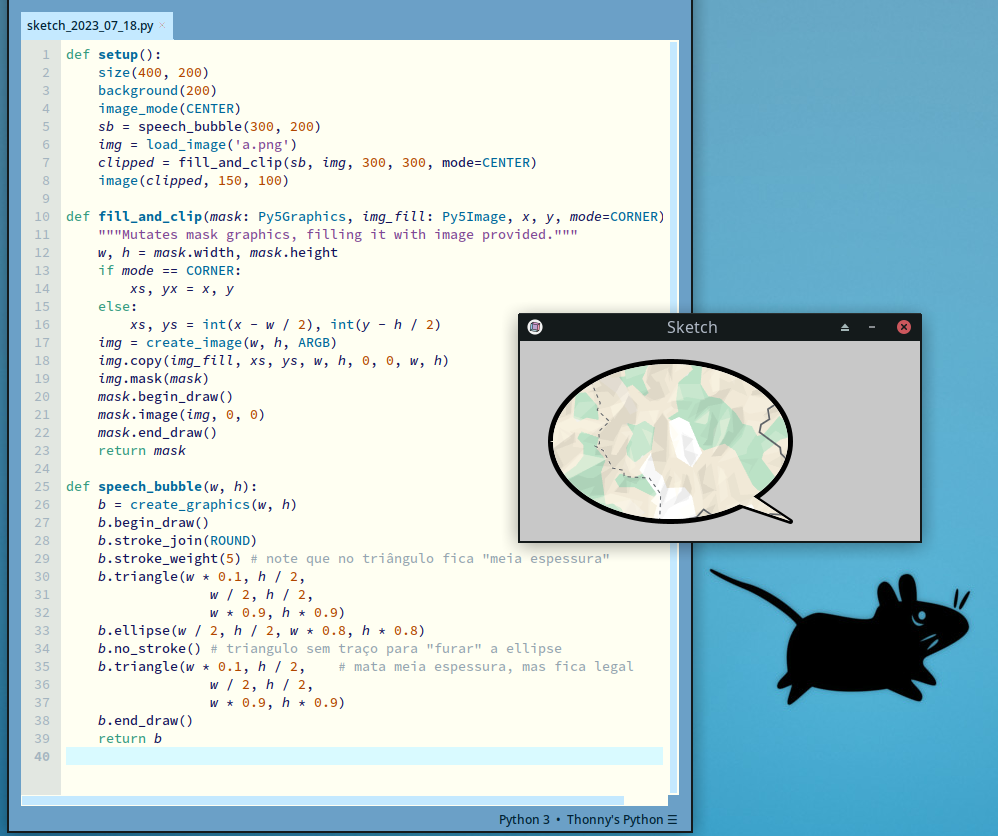 sketch_2023_07_18.py ×
1 def setup():
2     size(400, 200)
3     background(200)
4     image_mode(CENTER)
5     sb = speech_bubble(300, 200)
6     img = load_image('a.png')
7     clipped = fill_and_clip(sb, img, 300, 300, mode=CENTER)
8     image(clipped, 150, 100)
9
10 def fill_and_clip(mask: Py5Graphics, img_fill: Py5Image, x, y, mode=CORNER)
11     """Mutates mask graphics, filling it with image provided."""
12     w, h = mask.width, mask.height
13     if mode == CORNER:
14         xs, yx = x, y
15     else:
16         xs, ys = int(x - w / 2), int(y - h / 2)
17     img = create_image(w, h, ARGB)
18     img.copy(img_fill, xs, ys, w, h, 0, 0, w, h)
19     img.mask(mask)
20     mask.begin_draw()
21     mask.image(img, 0, 0)
22     mask.end_draw()
23     return mask
24
25 def speech_bubble(w, h):
26     b = create_graphics(w, h)
27     b.begin_draw()
28     b.stroke_join(ROUND)
29     b.stroke_weight(5) # note que no triângulo fica "meia espessura"
30     b.triangle(w * 0.1, h / 2,
31                   w / 2, h / 2,
32                   w * 0.9, h * 0.9)
33     b.ellipse(w / 2, h / 2, w * 0.8, h * 0.8)
34     b.no_stroke() # triangulo sem traço para "furar" a ellipse
35     b.triangle(w * 0.1, h / 2,    # mata meia espessura, mas fica legal
36                   w / 2, h / 2,
37                   w * 0.9, h * 0.9)
38     b.end_draw()
39     return b
40
Sketch
Python 3 • Thonny's Python ☰